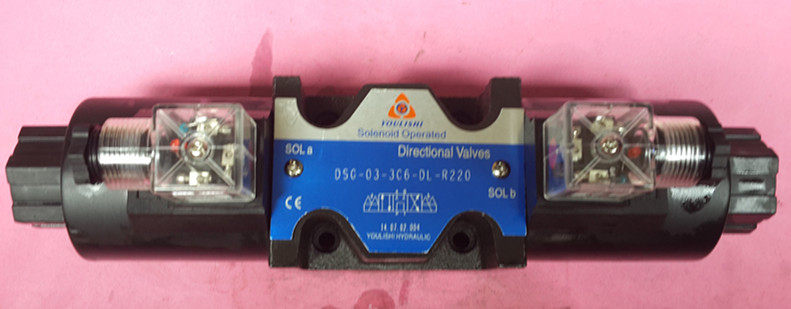 YOULISHI
Solenoid Operated
SOL a
Directional Valves
DSG-03-3C6-DL-R220
SOL b
CE
14.07.02.004
YOULISHI HYDRAULIC